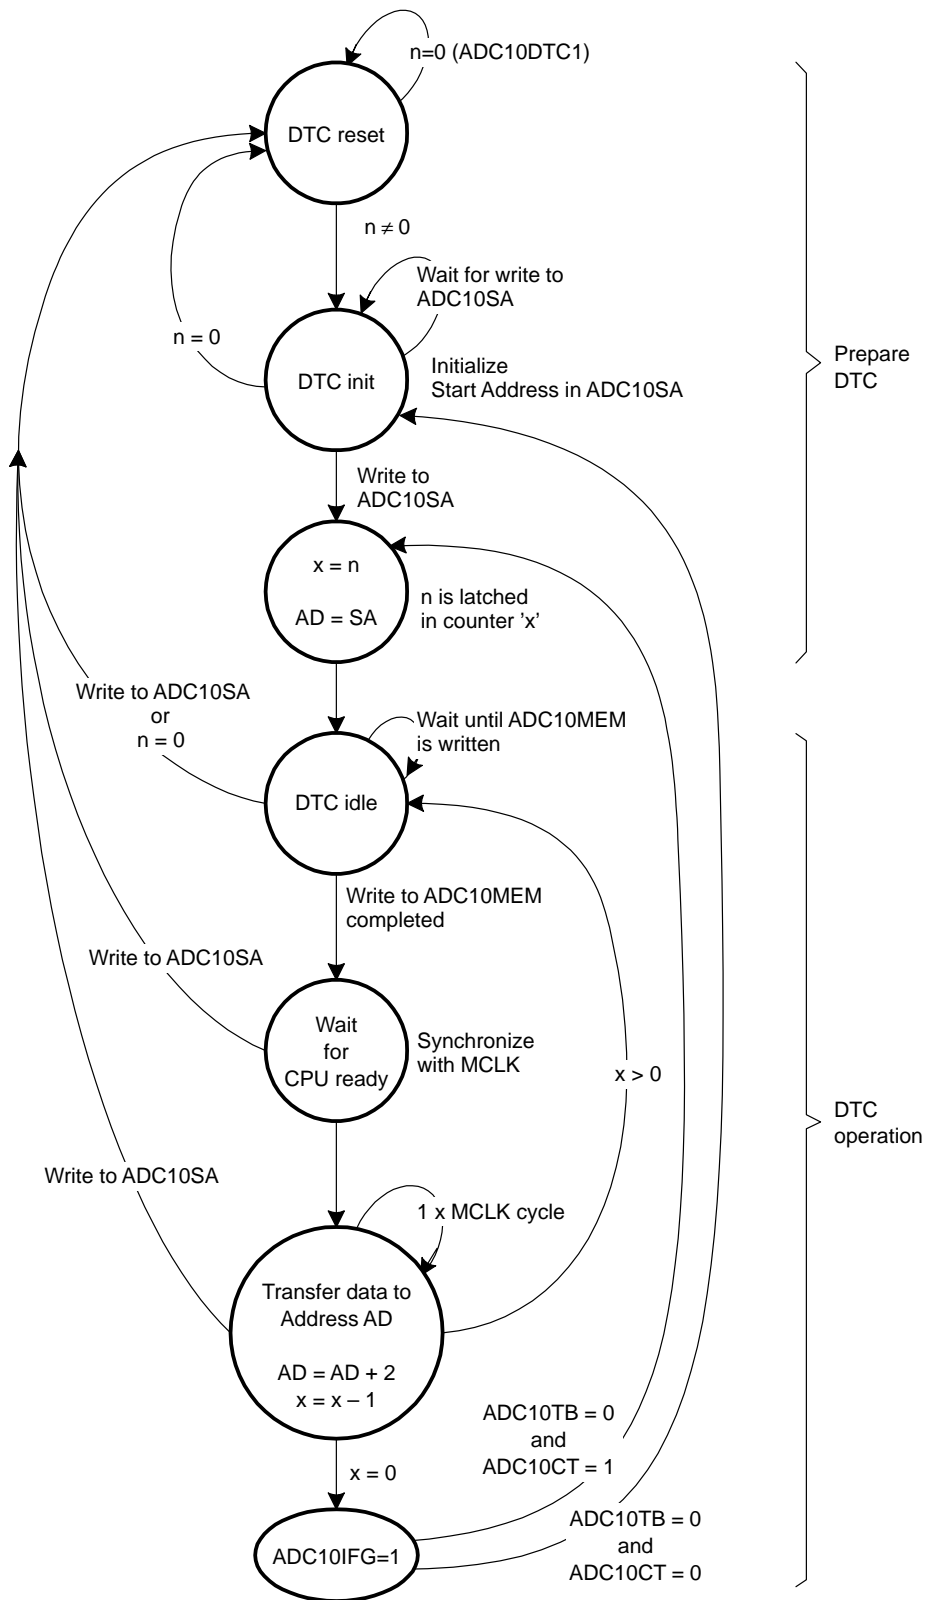 n=0 (ADC10DTC1)
DTC reset
n ≠ 0
Wait for write to
ADC10SA
n = 0
DTC init
Initialize
Start Address in ADC10SA
Prepare
DTC
Write to
ADC10SA
x = n
AD = SA
n is latched
in counter ’x’
Write to ADC10SA
or
n = 0
Wait until ADC10MEM
is written
DTC idle
Write to ADC10MEM
completed
Write to ADC10SA
Wait
for
CPU ready
Synchronize
with MCLK
x > 0
DTC
operation
Write to ADC10SA
1 x MCLK cycle
Transfer data to
Address AD
AD = AD + 2
x = x – 1
ADC10TB = 0
and
ADC10CT = 1
x = 0
ADC10IFG=1
ADC10TB = 0
and
ADC10CT = 0